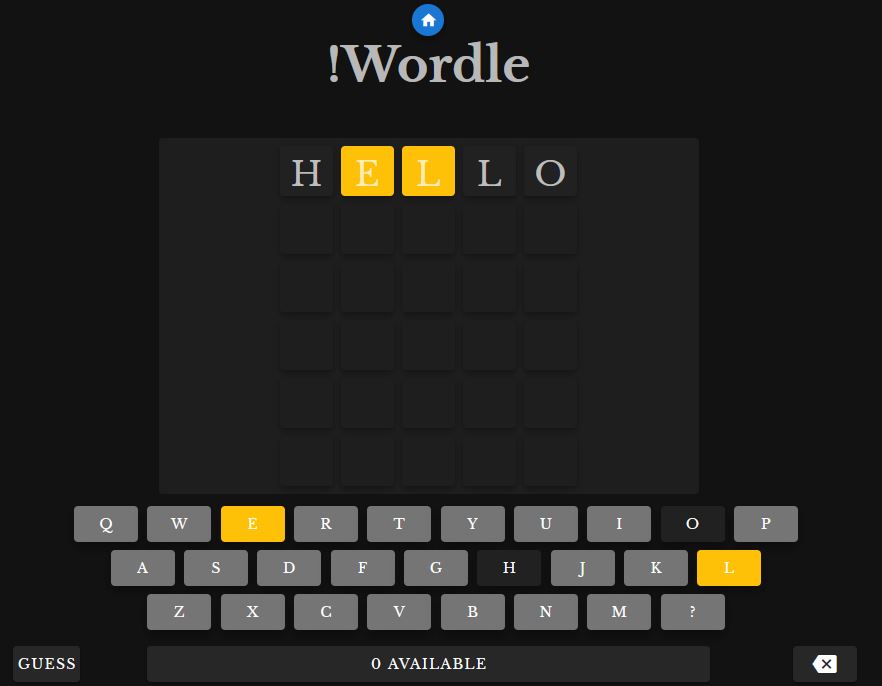 !Wordle
H E L L O
Q W E R T Y U I O P
A S D F G H J K L
Z X C V B N M ?
GUESS 0 AVAILABLE